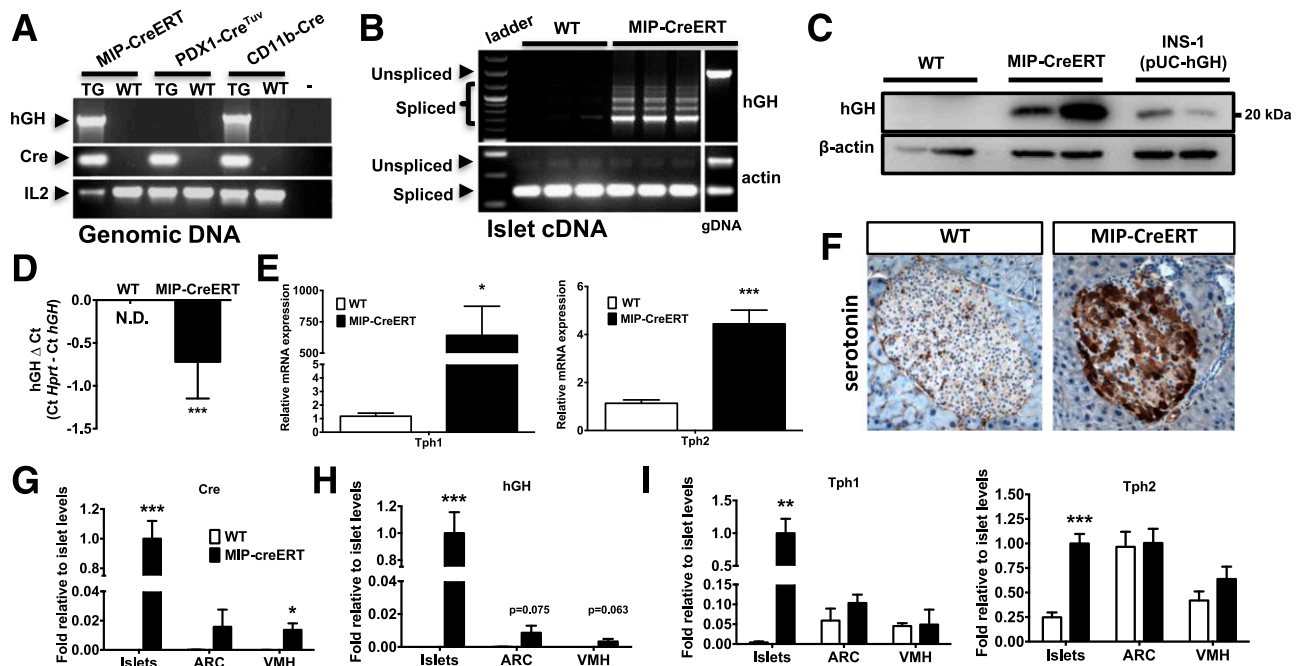 A
MIP-CreERT
PDX1-CreTuv
CD11b-Cre
TG WT TG WT TG WT -
hGH
Cre
IL2
Genomic DNA
B
ladder
WT
MIP-CreERT
Unspliced
Spliced
hGH
Unspliced
Spliced
actin
Islet cDNA
gDNA
C
WT
MIP-CreERT
INS-1
(pUC-hGH)
hGH
20 kDa
β-actin
D
WT MIP-CreERT
N.D.
0.0
-0.5
-1.0
-1.5
hGH Δ Ct
(Ct Hprt - Ct hGH)
***
E
Relative mRNA expression
1000
750
500
6
5
4
3
2
1
0
WT
MIP-CreERT
*
Tph1
Relative mRNA expression
6
4
2
0
WT
MIP-CreERT
***
Tph2
F
WT
MIP-CreERT
serotonin
G
Cre
Fold relative to islet levels
1.2
1.0
0.8
0.04
0.02
0.00
***
WT
MIP-creERT
*
Islets ARC VMH
H
hGH
Fold relative to islet levels
1.2
1.0
0.8
0.04
0.02
0.00
***
p=0.075
p=0.063
Islets ARC VMH
I
Tph1
Fold relative to islet levels
1.5
1.0
0.5
0.15
0.10
0.05
0.00
**
Islets ARC VMH
Tph2
Fold relative to islet levels
1.25
1.00
0.75
0.50
0.25
0.00
***
Islets ARC VMH